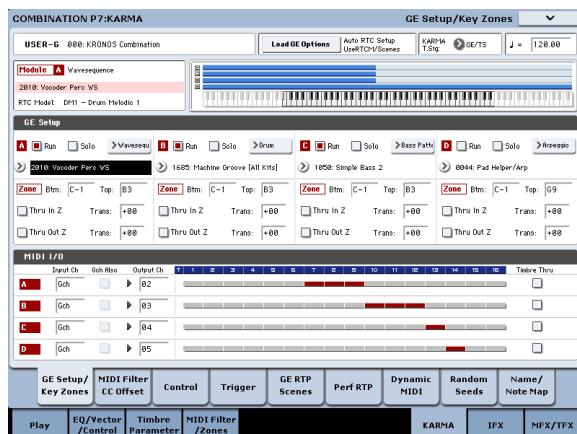 COMBINATION P7:KARMA GE Setup/Key Zones
USER-G 000: KRONOS Combination Load GE Options Auto RTC Setup UseRTCM/Scenes KARMA T.Stg: GE/TS ♩ = 120.00
Module A Wavesequence
2010: Vocoder Perc WS
RTC Model: DM1 - Drum Melodic 1
GE Setup
A Run Solo >Wavesequ B Run Solo >Drum C Run Solo >Bass Patte D Run Solo >Arpeggio
2010: Vocoder Perc WS 1685: Machine Groove [All Kits] 1050: Simple Bass 2 0044: Pad Helper/Arp
Zone Btm: C-1 Top: B3 Zone Btm: C-1 Top: B3 Zone Btm: C-1 Top: B3 Zone Btm: C-1 Top: G9
Thru In Z Trans: +00 Thru In Z Trans: +00 Thru In Z Trans: +00 Thru In Z Trans: +00
Thru Out Z Trans: +00 Thru Out Z Trans: +00 Thru Out Z Trans: +00 Thru Out Z Trans: +00
MIDI I/O
Input Ch Gch Also Output Ch T 1 2 3 4 5 6 7 8 9 10 11 12 13 14 15 16 Timbre Thru
A Gch 02
B Gch 03
C Gch 04
D Gch 05
GE Setup/ Key Zones MIDI Filter CC Offset Control Trigger GE RTP Scenes Perf RTP Dynamic MIDI Random Seeds Name/ Note Map
Play EQ/Vector /Control Timbre Parameter MIDI Filter /Zones KARMA IFX MFX/TFX